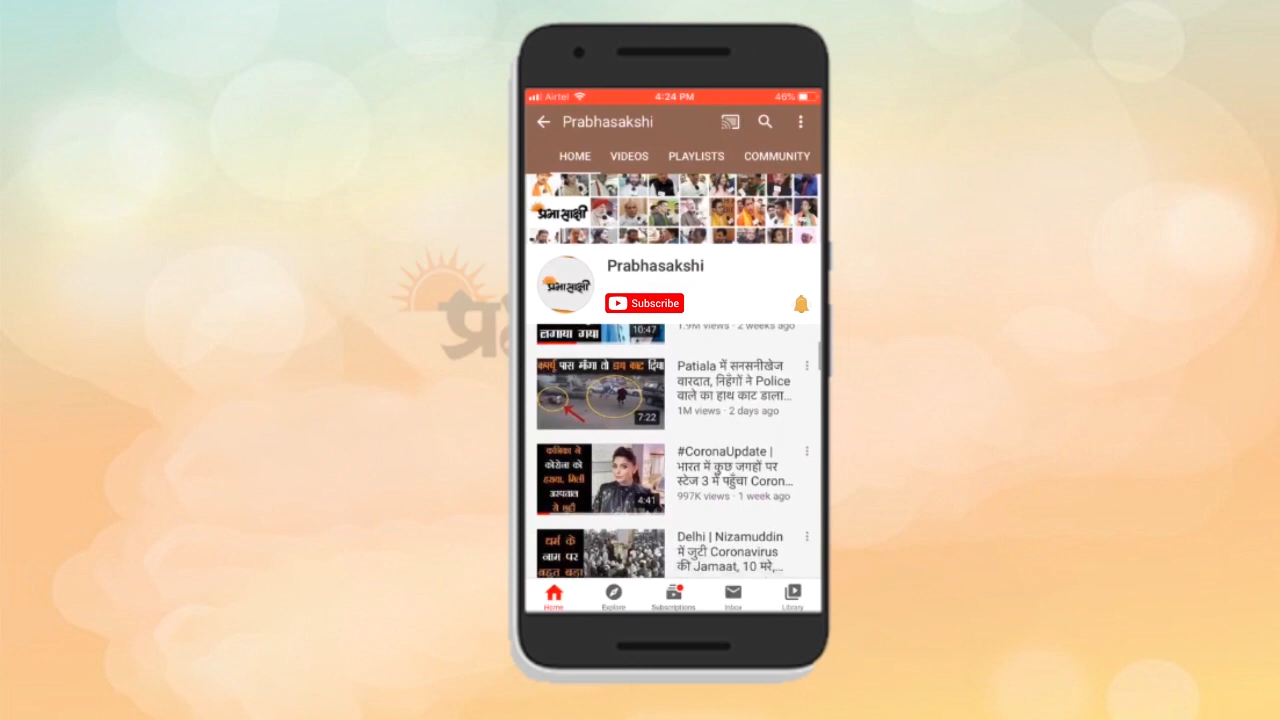 Airtel 4:24 PM 46%
Prabhasakshi
HOME VIDEOS PLAYLISTS COMMUNITY
प्रभासाक्षी
Prabhasakshi
प्रभासाक्षी
Subscribe
लगाया गया
10:47
1.9M views · 2 weeks ago
कर्फ्यू पास माँगा तो हाथ काट दिया
7:22
Patiala में सनसनीखेज
वारदात, निहँगों ने Police
वाले का हाथ काट डाला...
1M views · 2 days ago
कनिका ने
कोरोना को
हराया, मिली
अस्पताल
से छुट्टी
4:41
#CoronaUpdate |
भारत में कुछ जगहों पर
स्टेज 3 में पहुँचा Coron...
997K views · 1 week ago
धर्म के
नाम पर
बहुत बड़ा
Delhi | Nizamuddin
में जुटी Coronavirus
की Jamaat, 10 मरे,...
Home Explore Subscriptions Inbox Library
प्र